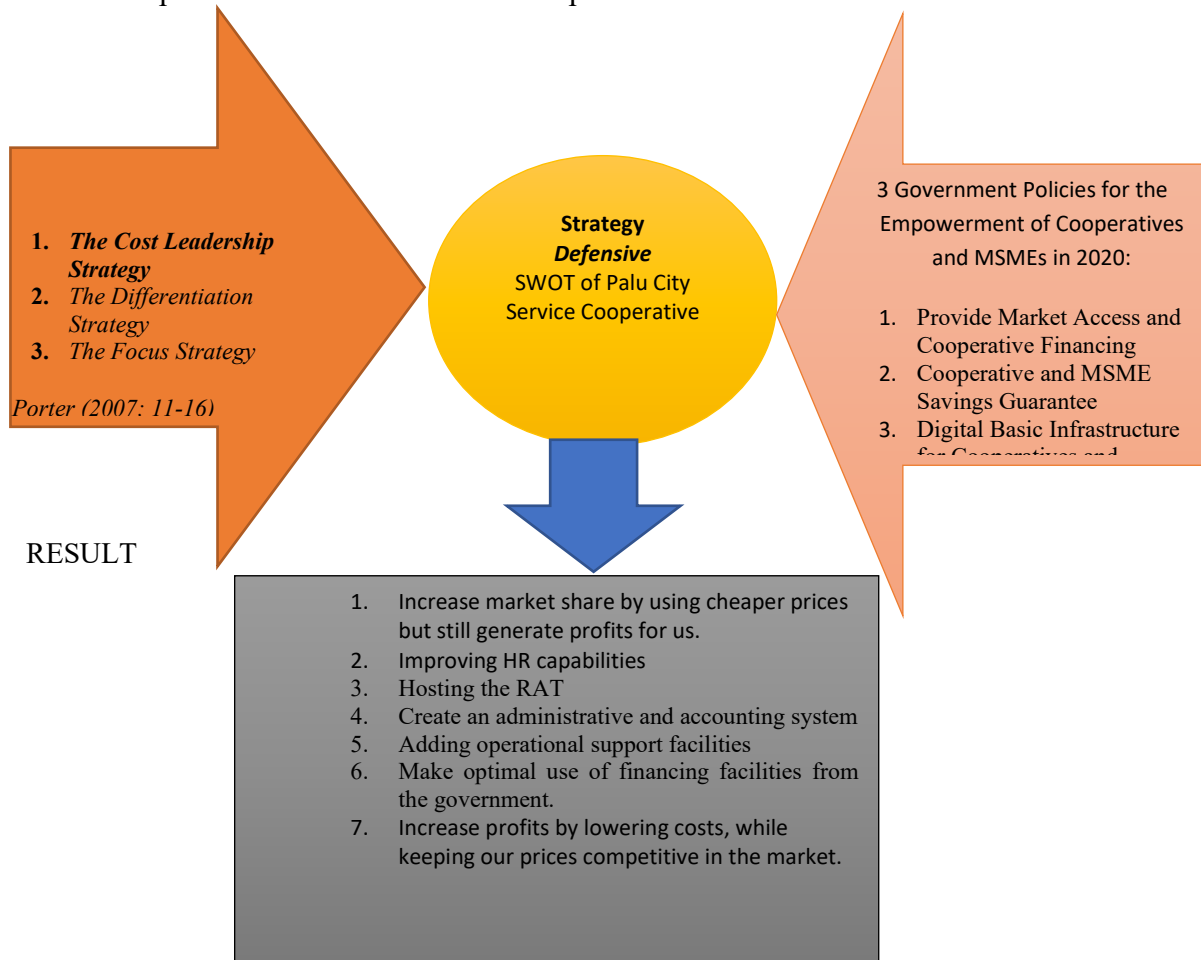 1. The Cost Leadership
Strategy
2. The Differentiation
Strategy
3. The Focus Strategy
Porter (2007: 11-16)
Strategy
Defensive
SWOT of Palu City
Service Cooperative
3 Government Policies for the
Empowerment of Cooperatives
and MSMEs in 2020:
1. Provide Market Access and
Cooperative Financing
2. Cooperative and MSME
Savings Guarantee
3. Digital Basic Infrastructure
for Cooperatives and
RESULT
1. Increase market share by using cheaper prices
but still generate profits for us.
2. Improving HR capabilities
3. Hosting the RAT
4. Create an administrative and accounting system
5. Adding operational support facilities
6. Make optimal use of financing facilities from
the government.
7. Increase profits by lowering costs, while
keeping our prices competitive in the market.